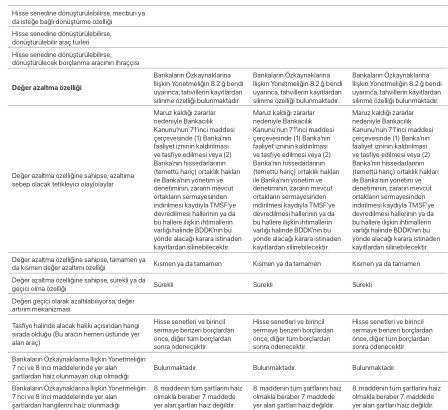 Hisse senedine dönüştürülebilirse, mecburi ya
da isteğe bağlı dönüştürme özelliği
Hisse senedine dönüştürülebilirse,
dönüştürülebilir araç türleri
Hisse senedine dönüştürülebilirse,
dönüştürülecek borçlanma aracının ihraççısı
Değer azaltma özelliği
Bankaların Özkaynaklarına
İlişkin Yönetmeliğin 8.2.ğ bendi
uyarınca, tahvillerin kayıtlardan
silinme özelliği bulunmaktadır.
Bankaların Özkaynaklarına
İlişkin Yönetmeliğin 8.2.ğ bendi
uyarınca, tahvillerin kayıtlardan
silinme özelliği bulunmaktadır.
Bankaların Özkaynaklarına
İlişkin Yönetmeliğin 8.2.ğ bendi
uyarınca, tahvillerin kayıtlardan
silinme özelliği bulunmaktadır.
Değer azaltma özelliğine sahipse, azaltıma
sebep olacak tetikleyici olay/olaylar
Maruz kaldığı zararlar
nedeniyle Bankacılık
Kanunu'nun 71'inci maddesi
çerçevesinde (1) Banka'nın
faaliyet izninin kaldırılması
ve tasfiye edilmesi veya (2)
Banka'nın hissedarlarının
(temettü hariç) ortaklık hakları
ile Banka'nın yönetim ve
denetiminin, zararın mevcut
ortakların sermayesinden
indirilmesi kaydıyla TMSF'ye
devredilmesi hallerinin ya da
bu hallere ilişkin ihtimallerin
varlığı halinde BDDK'nın bu
yönde alacağı karara istinaden
kayıtlardan silinebilecektir.
Maruz kaldığı zararlar
nedeniyle Bankacılık
Kanunu'nun 71'inci maddesi
çerçevesinde (1) Banka'nın
faaliyet izninin kaldırılması
ve tasfiye edilmesi veya (2)
Banka'nın hissedarlarının
(temettü hariç) ortaklık hakları
ile Banka'nın yönetim ve
denetiminin, zararın mevcut
ortakların sermayesinden
indirilmesi kaydıyla TMSF'ye
devredilmesi hallerinin ya da
bu hallere ilişkin ihtimallerin
varlığı halinde BDDK'nın bu
yönde alacağı karara istinaden
kayıtlardan silinebilecektir.
Maruz kaldığı zararlar
nedeniyle Bankacılık
Kanunu'nun 71'inci maddesi
çerçevesinde (1) Banka'nın
faaliyet izninin kaldırılması
ve tasfiye edilmesi veya (2)
Banka'nın hissedarlarının
(temettü hariç) ortaklık hakları
ile Banka'nın yönetim ve
denetiminin, zararın mevcut
ortakların sermayesinden
indirilmesi kaydıyla TMSF'ye
devredilmesi hallerinin ya da
bu hallere ilişkin ihtimallerin
varlığı halinde BDDK'nın bu
yönde alacağı karara istinaden
kayıtlardan silinebilecektir.
Değer azaltma özelliğine sahipse, tamamen ya
da kısmen değer azaltımı özelliği
Kısmen ya da tamamen
Kısmen ya da tamamen
Kısmen ya da tamamen
Değer azaltma özelliğine sahipse, sürekli ya da
geçici olma özelliği
Sürekli
Sürekli
Sürekli
Değeri geçici olarak azaltılabiliyorsa, değer
artırım mekanizması
Tasfiye halinde alacak hakkı açısından hangi
sırada olduğu (Bu aracın hemen üstünde yer
alan araç)
Hisse senetleri ve birincil
sermaye benzeri borçlardan
önce, diğer tüm borçlardan
sonra ödenecektir.
Hisse senetleri ve birincil
sermaye benzeri borçlardan
önce, diğer tüm borçlardan
sonra ödenecektir.
Hisse senetleri ve birincil
sermaye benzeri borçlardan
önce, diğer tüm borçlardan
sonra ödenecektir.
Bankaların Özkaynaklarına İlişkin Yönetmeliğin
7 nci ve 8 inci maddelerinde yer alan
şartlardan haiz olunmayan olup olmadığı
Bulunmaktadır.
Bulunmaktadır.
Bulunmaktadır.
Bankaların Özkaynaklarına İlişkin Yönetmeliğin
7 nci ve 8 inci maddelerinde yer alan
şartlardan hangilerini haiz olunmadığı
8. maddenin tüm şartlarını haiz
olmakla beraber 7. maddede
yer alan şartları haiz değildir.
8. maddenin tüm şartlarını haiz
olmakla beraber 7. maddede
yer alan şartları haiz değildir.
8. maddenin tüm şartlarını haiz
olmakla beraber 7. maddede
yer alan şartları haiz değildir.